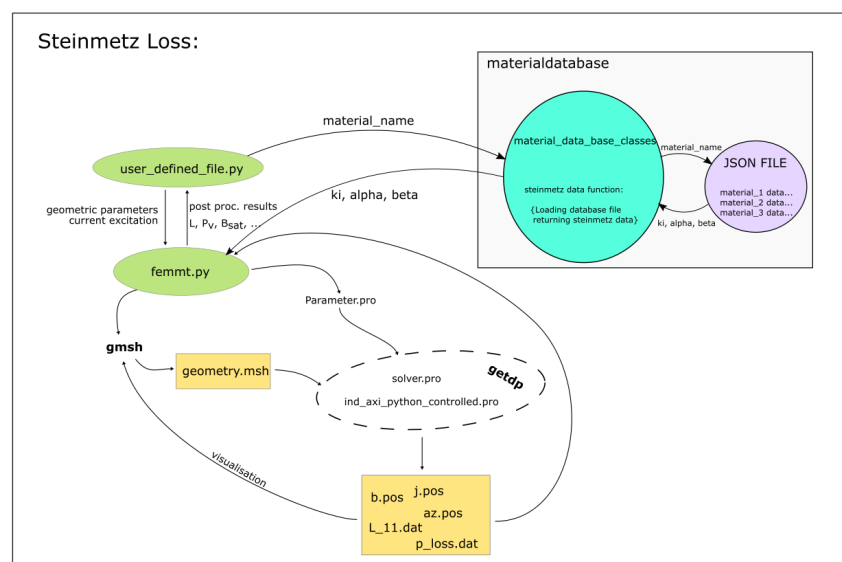 Steinmetz Loss:
materialdatabase
material_name
material_data_base_classes
material_name
JSON FILE
user_defined_file.py
steinmetz data function:
material_1 data...
material_2 data...
material_3 data...
ki, alpha, beta
{Loading database file
returning steinmetz data}
ki, alpha, beta
geometric parameters
current excitation
post proc. results
L, PV, Bsat, ...
femmt.py
Parameter.pro
gmsh
geometry.msh
solver.pro
getdp
ind_axi_python_controlled.pro
visualisation
b.pos
j.pos
az.pos
L_11.dat
p_loss.dat